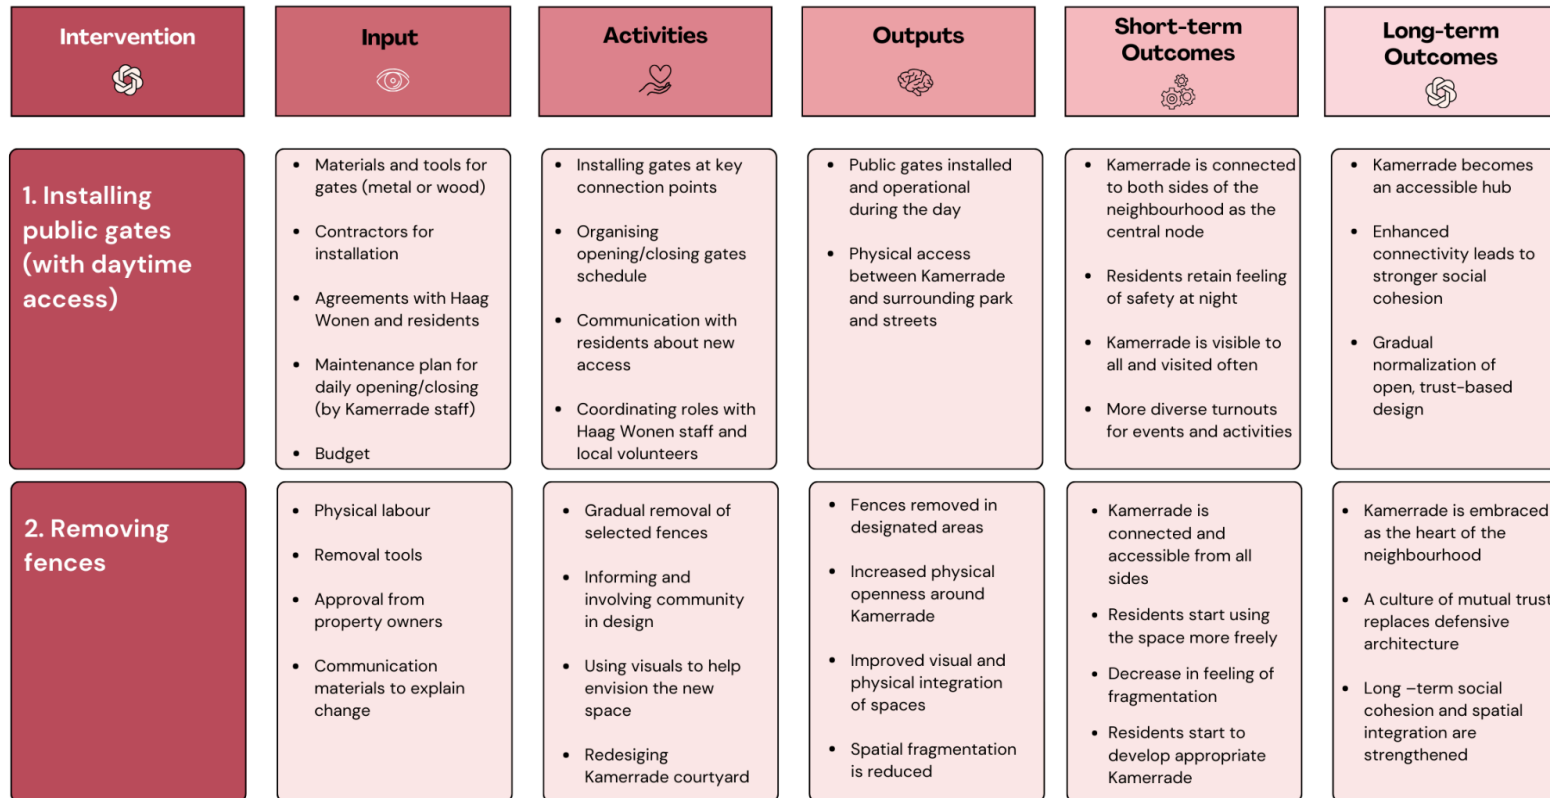 Intervention
Input
Activities
Outputs
Short-term
Outcomes
Long-term
Outcomes
1. Installing
public gates
(with daytime
access)
• Materials and tools for
gates (metal or wood)
• Contractors for
installation
• Agreements with Haag
Wonen and residents
• Maintenance plan for
daily opening/closing
(by Kamerrade staff)
• Budget
• Installing gates at key
connection points
• Organising
opening/closing gates
schedule
• Communication with
residents about new
access
• Coordinating roles with
Haag Wonen staff and
local volunteers
• Public gates installed
and operational
during the day
• Physical access
between Kamerrade
and surrounding park
and streets
• Kamerrade is connected
to both sides of the
neighbourhood as the
central node
• Residents retain feeling
of safety at night
• Kamerrade is visible to
all and visited often
• More diverse turnouts
for events and activities
• Kamerrade becomes
an accessible hub
• Enhanced
connectivity leads to
stronger social
cohesion
• Gradual
normalization of
open, trust-based
design
2. Removing
fences
• Physical labour
• Removal tools
• Approval from
property owners
• Communication
materials to explain
change
• Gradual removal of
selected fences
• Informing and
involving community
in design
• Using visuals to help
envision the new
space
• Redesiging
Kamerrade courtyard
• Fences removed in
designated areas
• Increased physical
openness around
Kamerrade
• Improved visual and
physical integration
of spaces
• Spatial fragmentation
is reduced
• Kamerrade is
connected and
accessible from all
sides
• Residents start using
the space more freely
• Decrease in feeling of
fragmentation
• Residents start to
develop appropriate
Kamerrade
• Kamerrade is embraced
as the heart of the
neighbourhood
• A culture of mutual trust
replaces defensive
architecture
• Long –term social
cohesion and spatial
integration are
strengthened